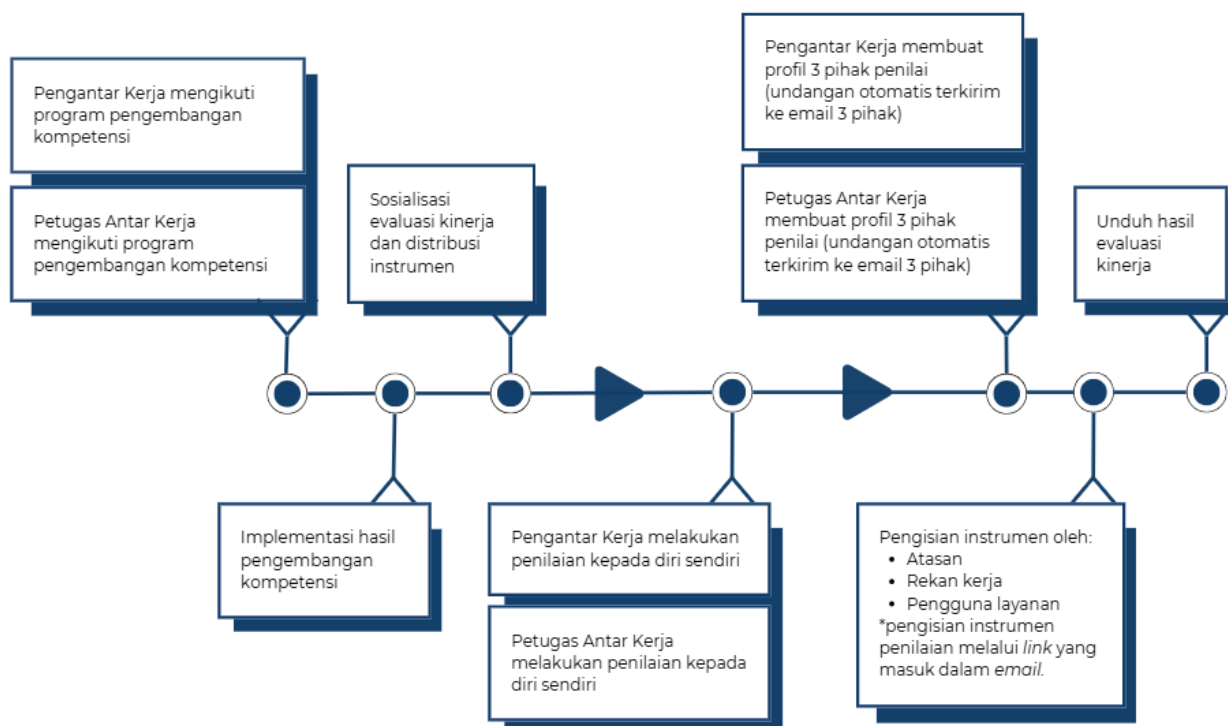 Pengantar Kerja mengikuti
program pengembangan
kompetensi
Petugas Antar Kerja
mengikuti program
pengembangan kompetensi
Implementasi hasil
pengembangan
kompetensi
Sosialisasi
evaluasi kinerja
dan distribusi
instrumen
Pengantar Kerja melakukan
penilaian kepada diri sendiri
Petugas Antar Kerja
melakukan penilaian kepada
diri sendiri
Pengantar Kerja membuat
profil 3 pihak penilai
(undangan otomatis terkirim
ke email 3 pihak)
Petugas Antar Kerja
membuat profil 3 pihak
penilai (undangan otomatis
terkirim ke email 3 pihak)
Pengisian instrumen oleh:
• Atasan
• Rekan kerja
• Pengguna layanan
*pengisian instrumen
penilaian melalui link yang
masuk dalam email.
Unduh hasil
evaluasi
kinerja